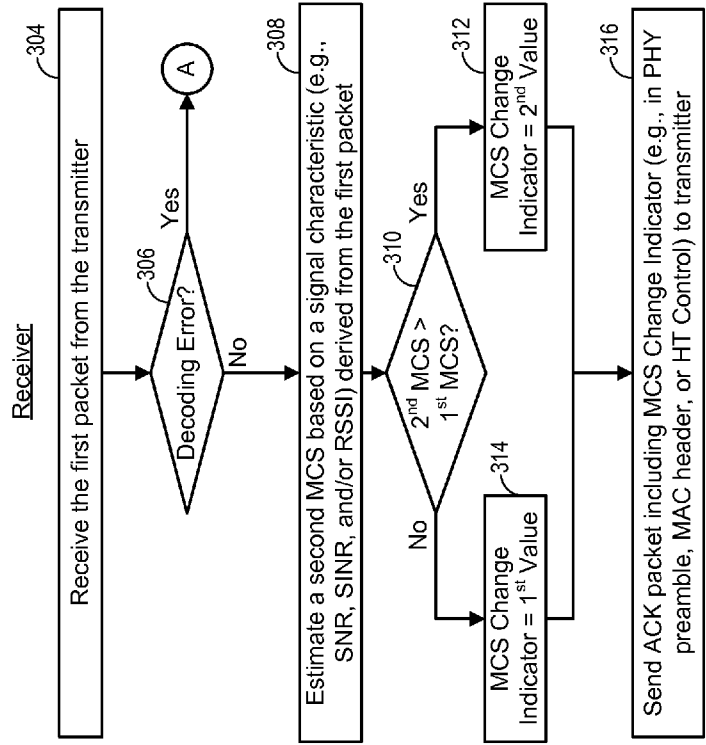 Receiver
304
Receive the first packet from the transmitter
306
Decoding Error?
Yes
A
No
308
Estimate a second MCS based on a signal characteristic (e.g.,
SNR, SINR, and/or RSSI) derived from the first packet
310
2nd MCS >
1st MCS?
No
Yes
314
MCS Change
Indicator = 1st Value
312
MCS Change
Indicator = 2nd Value
316
Send ACK packet including MCS Change Indicator (e.g., in PHY
preamble, MAC header, or HT Control) to transmitter